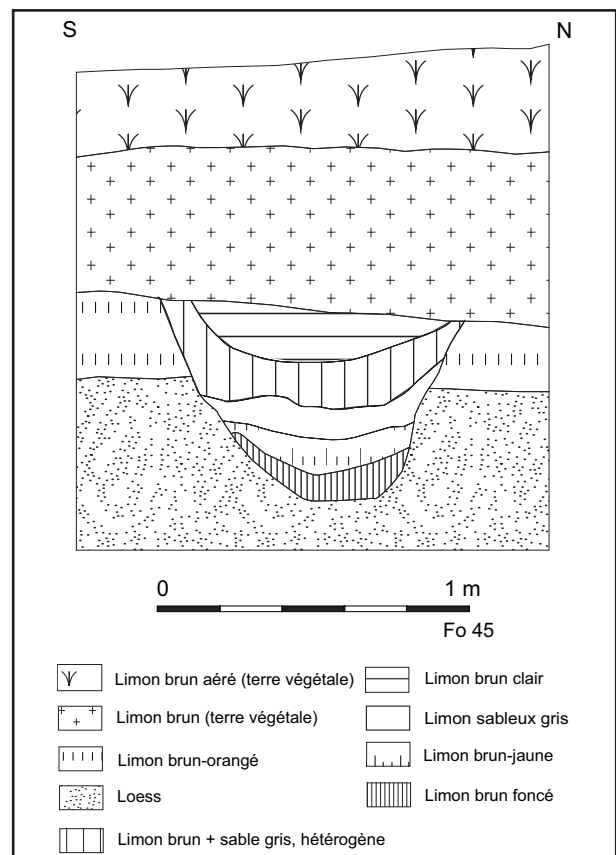 S N
0 1 m
Fo 45
Limon brun aéré (terre végétale) Limon brun clair
Limon brun (terre végétale) Limon sableux gris
Limon brun-orangé Limon brun-jaune
Loess Limon brun foncé
Limon brun + sable gris, hétérogène